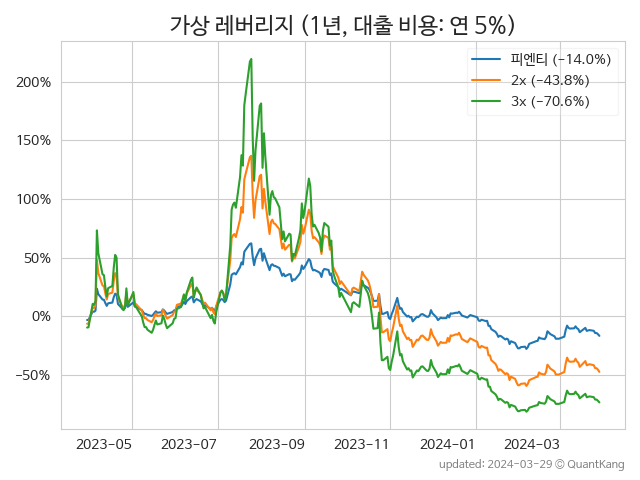 가상 레버리지 (1년, 대출 비용: 연 5%)
피엔티 (−14.0%)
2x (−43.8%)
3x (−70.6%)
200%
150%
100%
50%
0%
−50%
2023−05 2023−07 2023−09 2023−11 2024−01 2024−03
updated: 2024−03−29 © QuantKang